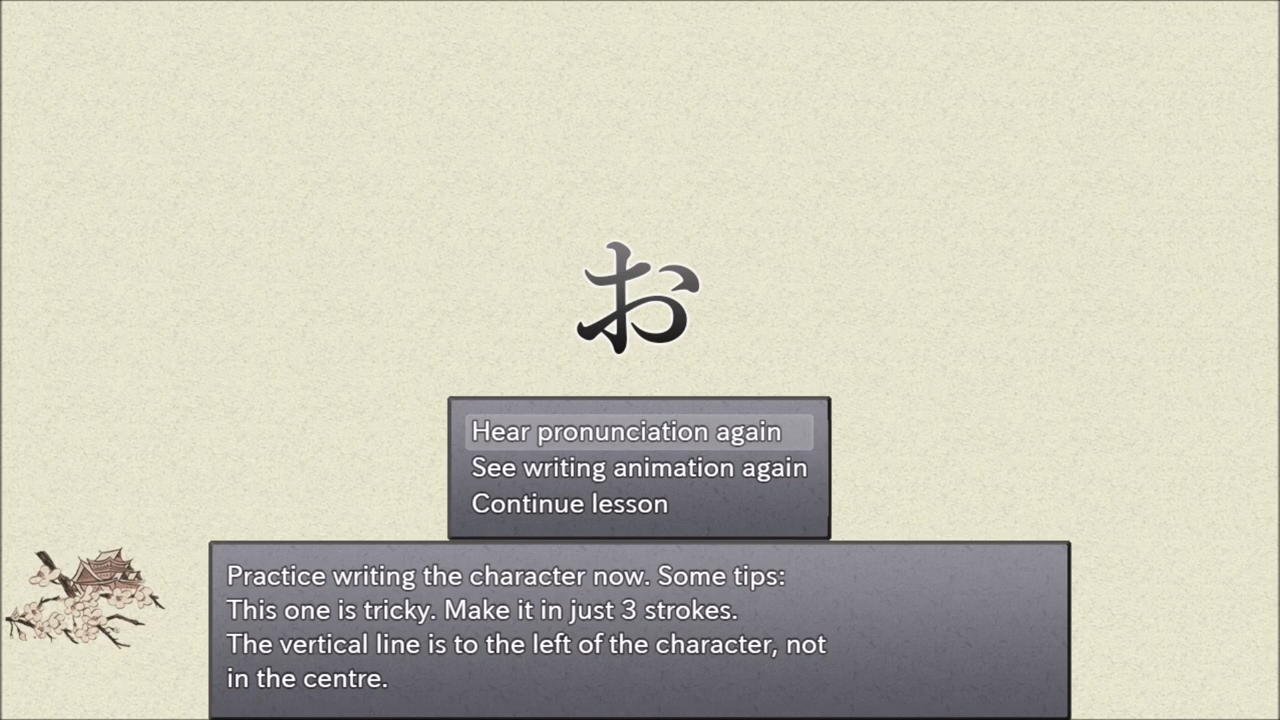 お
Hear pronunciation again
See writing animation again
Continue lesson
Practice writing the character now. Some tips:
This one is tricky. Make it in just 3 strokes.
The vertical line is to the left of the character, not
in the centre.